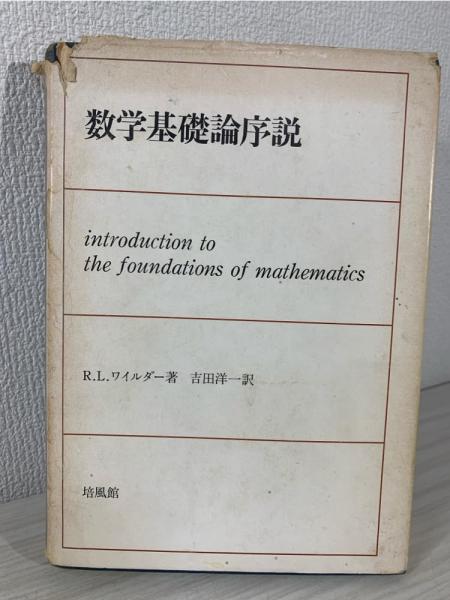 数学基礎論序説
introduction to
the foundations of mathematics
R.L.ワイルダー著 吉田洋一訳
培風館